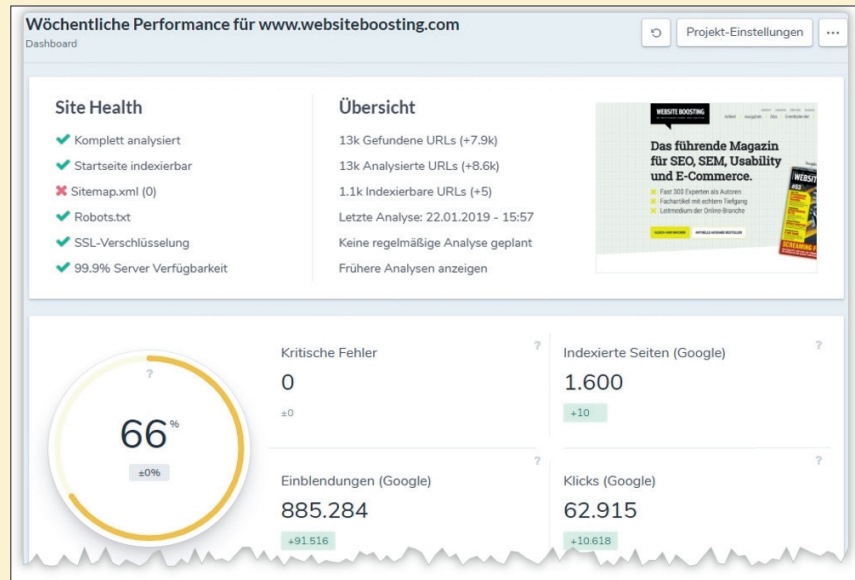 Wöchentliche Performance für www.websiteboosting.com
Dashboard
Projekt-Einstellungen
...
Site Health
Komplett analysiert
Startseite indexierbar
Sitemap.xml (0)
Robots.txt
SSL-Verschlüsselung
99.9% Server Verfügbarkeit
Übersicht
13k Gefundene URLs (+7.9k)
13k Analysierte URLs (+8.6k)
1.1k Indexierbare URLs (+5)
Letzte Analyse: 22.01.2019 - 15:57
Keine regelmäßige Analyse geplant
Frühere Analysen anzeigen
WEBSITE BOOSTING
Das führende Magazin
für SEO, SEM, Usability
und E-Commerce.
Fast 300 Experten als Autoren
Fachartikel mit echtem Tiefgang
Leitmedium der Online-Branche
?
66%
±0%
Kritische Fehler ?
0
±0
Indexierte Seiten (Google) ?
1.600
+10
Einblendungen (Google) ?
885.284
+91.516
Klicks (Google) ?
62.915
+10.618